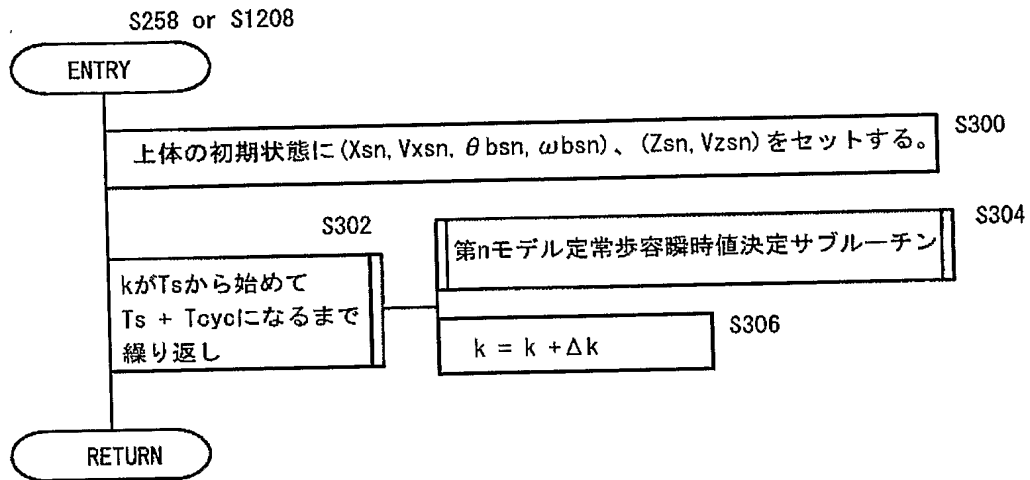 S258 or S1208
ENTRY
S300
上体の初期状態に(Xsn, Vxsn, θbsn, ωbsn)、(Zsn, Vzsn)をセットする。
S302
kがTsから始めて
Ts + Tcycになるまで
繰り返し
S304
第nモデル定常歩容瞬時値決定サブルーチン
S306
k = k + Δk
RETURN